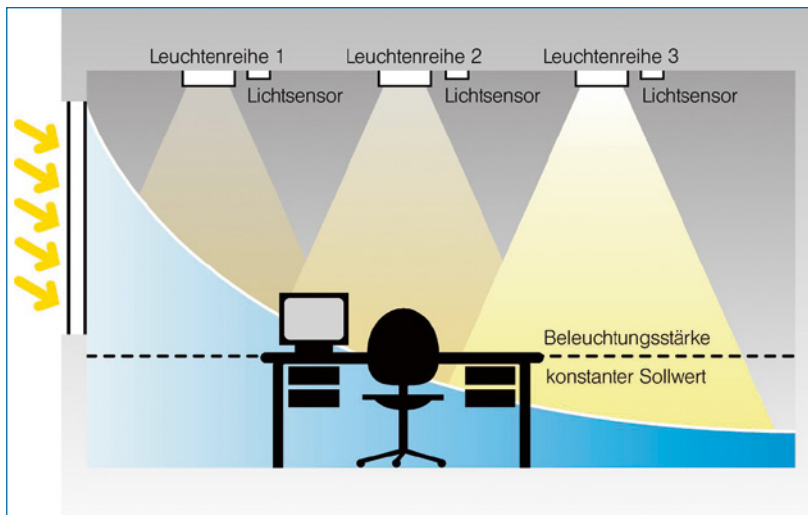 Leuchtenreihe 1
Leuchtenreihe 2
Leuchtenreihe 3
Lichtsensor
Lichtsensor
Lichtsensor
Beleuchtungsstärke
konstanter Sollwert